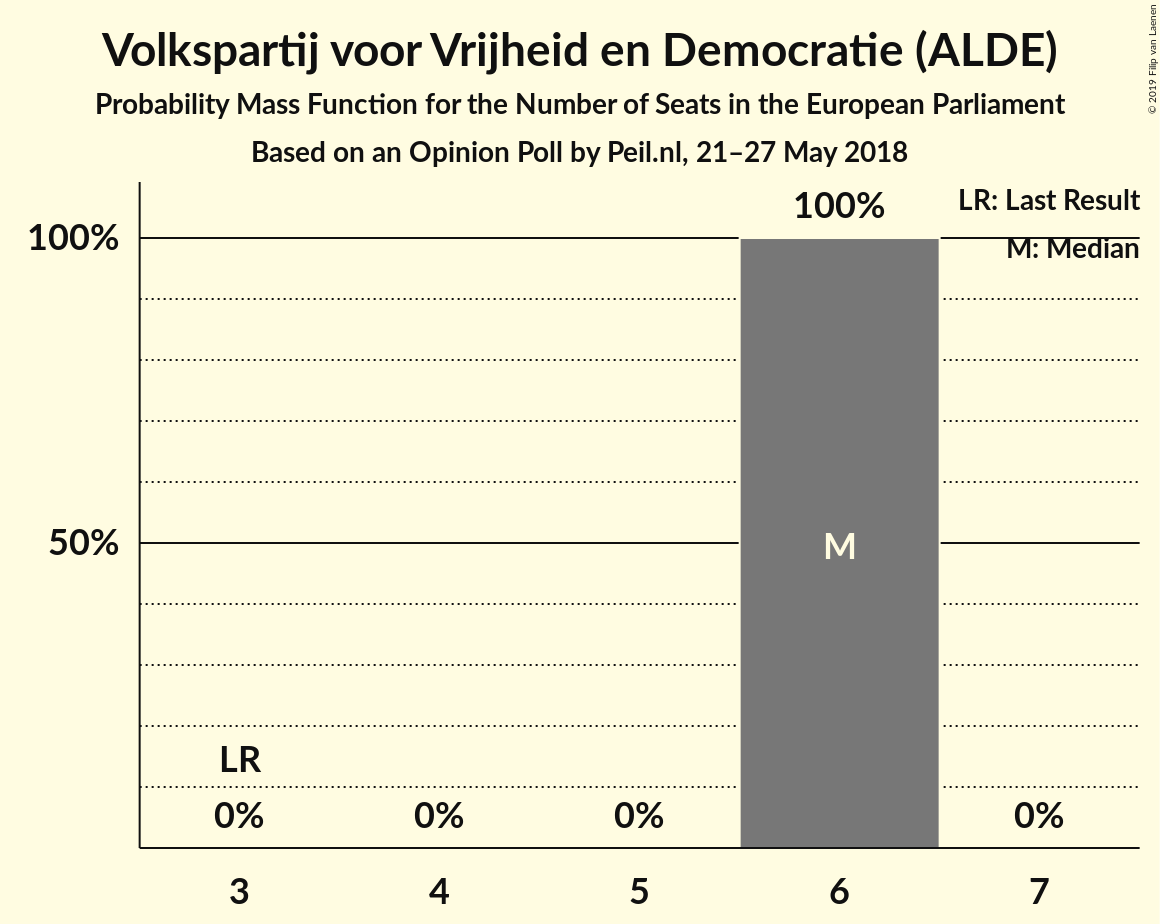 Volkspartij voor Vrijheid en Democratie (ALDE)
Probability Mass Function for the Number of Seats in the European Parliament
Based on an Opinion Poll by Peil.nl, 21–27 May 2018
© 2019 Filip van Laenen
LR: Last Result
M: Median
100%
100%
50%
M
LR
0%
0%
0%
0%
3
4
5
6
7